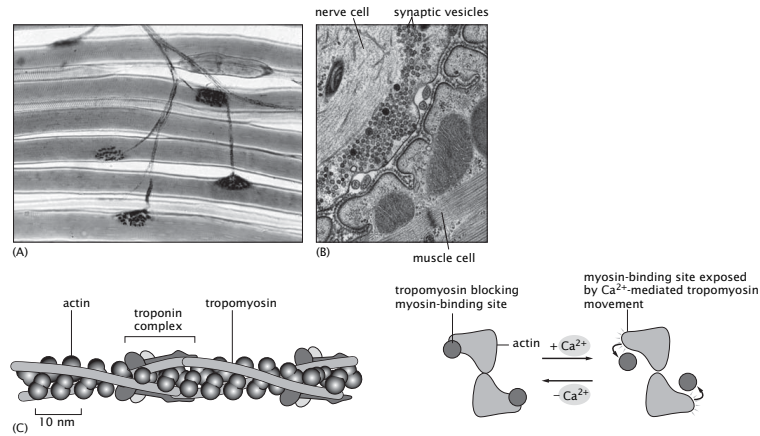 nerve cell
synaptic vesicles
(A)
(B)
muscle cell
actin
troponin
complex
tropomyosin
10 nm
(C)
tropomyosin blocking
myosin-binding site
actin
+ Ca²⁺
− Ca²⁺
myosin-binding site exposed
by Ca²⁺-mediated tropomyosin
movement